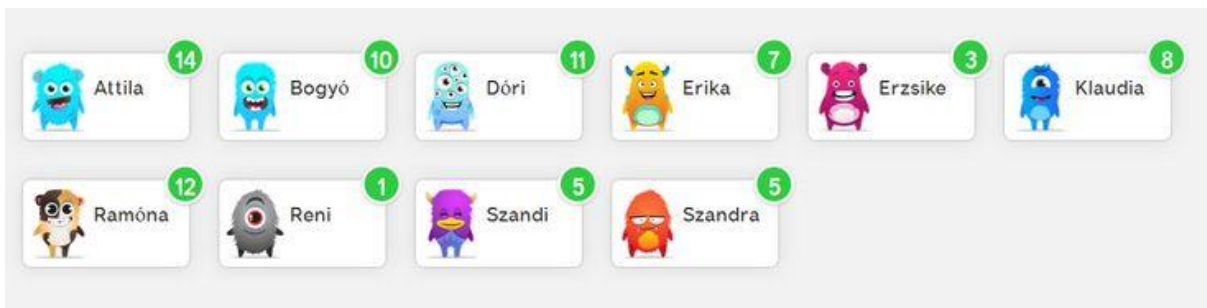 14 10 11 7 3 8
Attila Bogyó Dóri Erika Erzsike Klaudia
12 1 5 5
Ramóna Reni Szandi Szandra